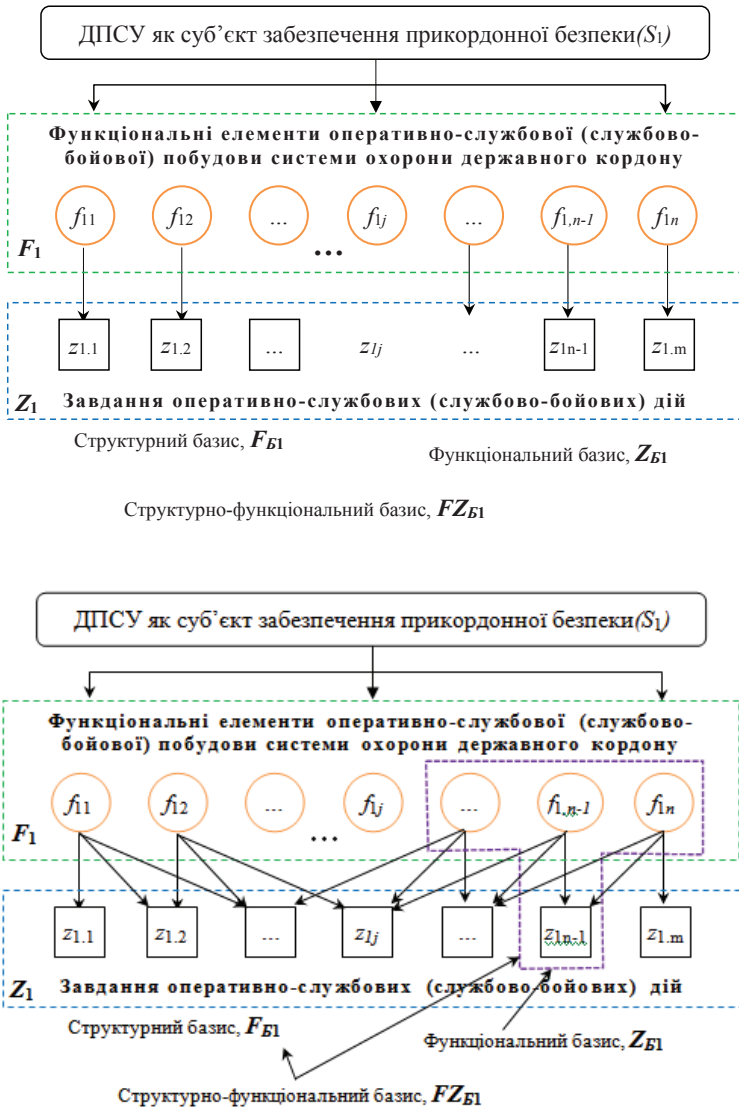 ДПСУ як суб’єкт забезпечення прикордонної безпеки(S1)
Функціональні елементи оперативно-службової (службово-
бойової) побудови системи охорони державного кордону
f11 f12 ... f1j ... f1,n-1 f1n
F1 ...
z1.1 z1.2 ... z1j ... z1n-1 z1.m
Z1 Завдання оперативно-службових (службово-бойових) дій
Структурний базис, FБ1
Функціональний базис, ZБ1
Структурно-функціональний базис, FZБ1
ДПСУ як суб’єкт забезпечення прикордонної безпеки(S1)
Функціональні елементи оперативно-службової (службово-
бойової) побудови системи охорони державного кордону
f11 f12 ... f1j ... f1,n-1 f1n
F1 ...
z1.1 z1.2 ... z1j ... z1n-1 z1.m
Z1 Завдання оперативно-службових (службово-бойових) дій
Структурний базис, FБ1
Функціональний базис, ZБ1
Структурно-функціональний базис, FZБ1